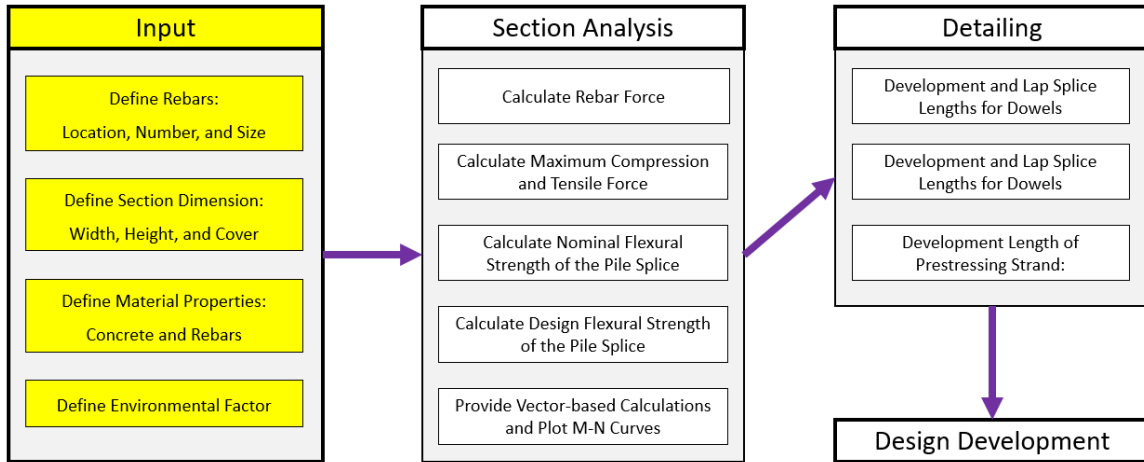 Input
Define Rebars:
Location, Number, and Size
Define Section Dimension:
Width, Height, and Cover
Define Material Properties:
Concrete and Rebars
Define Environmental Factor
Section Analysis
Calculate Rebar Force
Calculate Maximum Compression
and Tensile Force
Calculate Nominal Flexural
Strength of the Pile Splice
Calculate Design Flexural Strength
of the Pile Splice
Provide Vector-based Calculations
and Plot M-N Curves
Detailing
Development and Lap Splice
Lengths for Dowels
Development and Lap Splice
Lengths for Dowels
Development Length of
Prestressing Strand:
Design Development